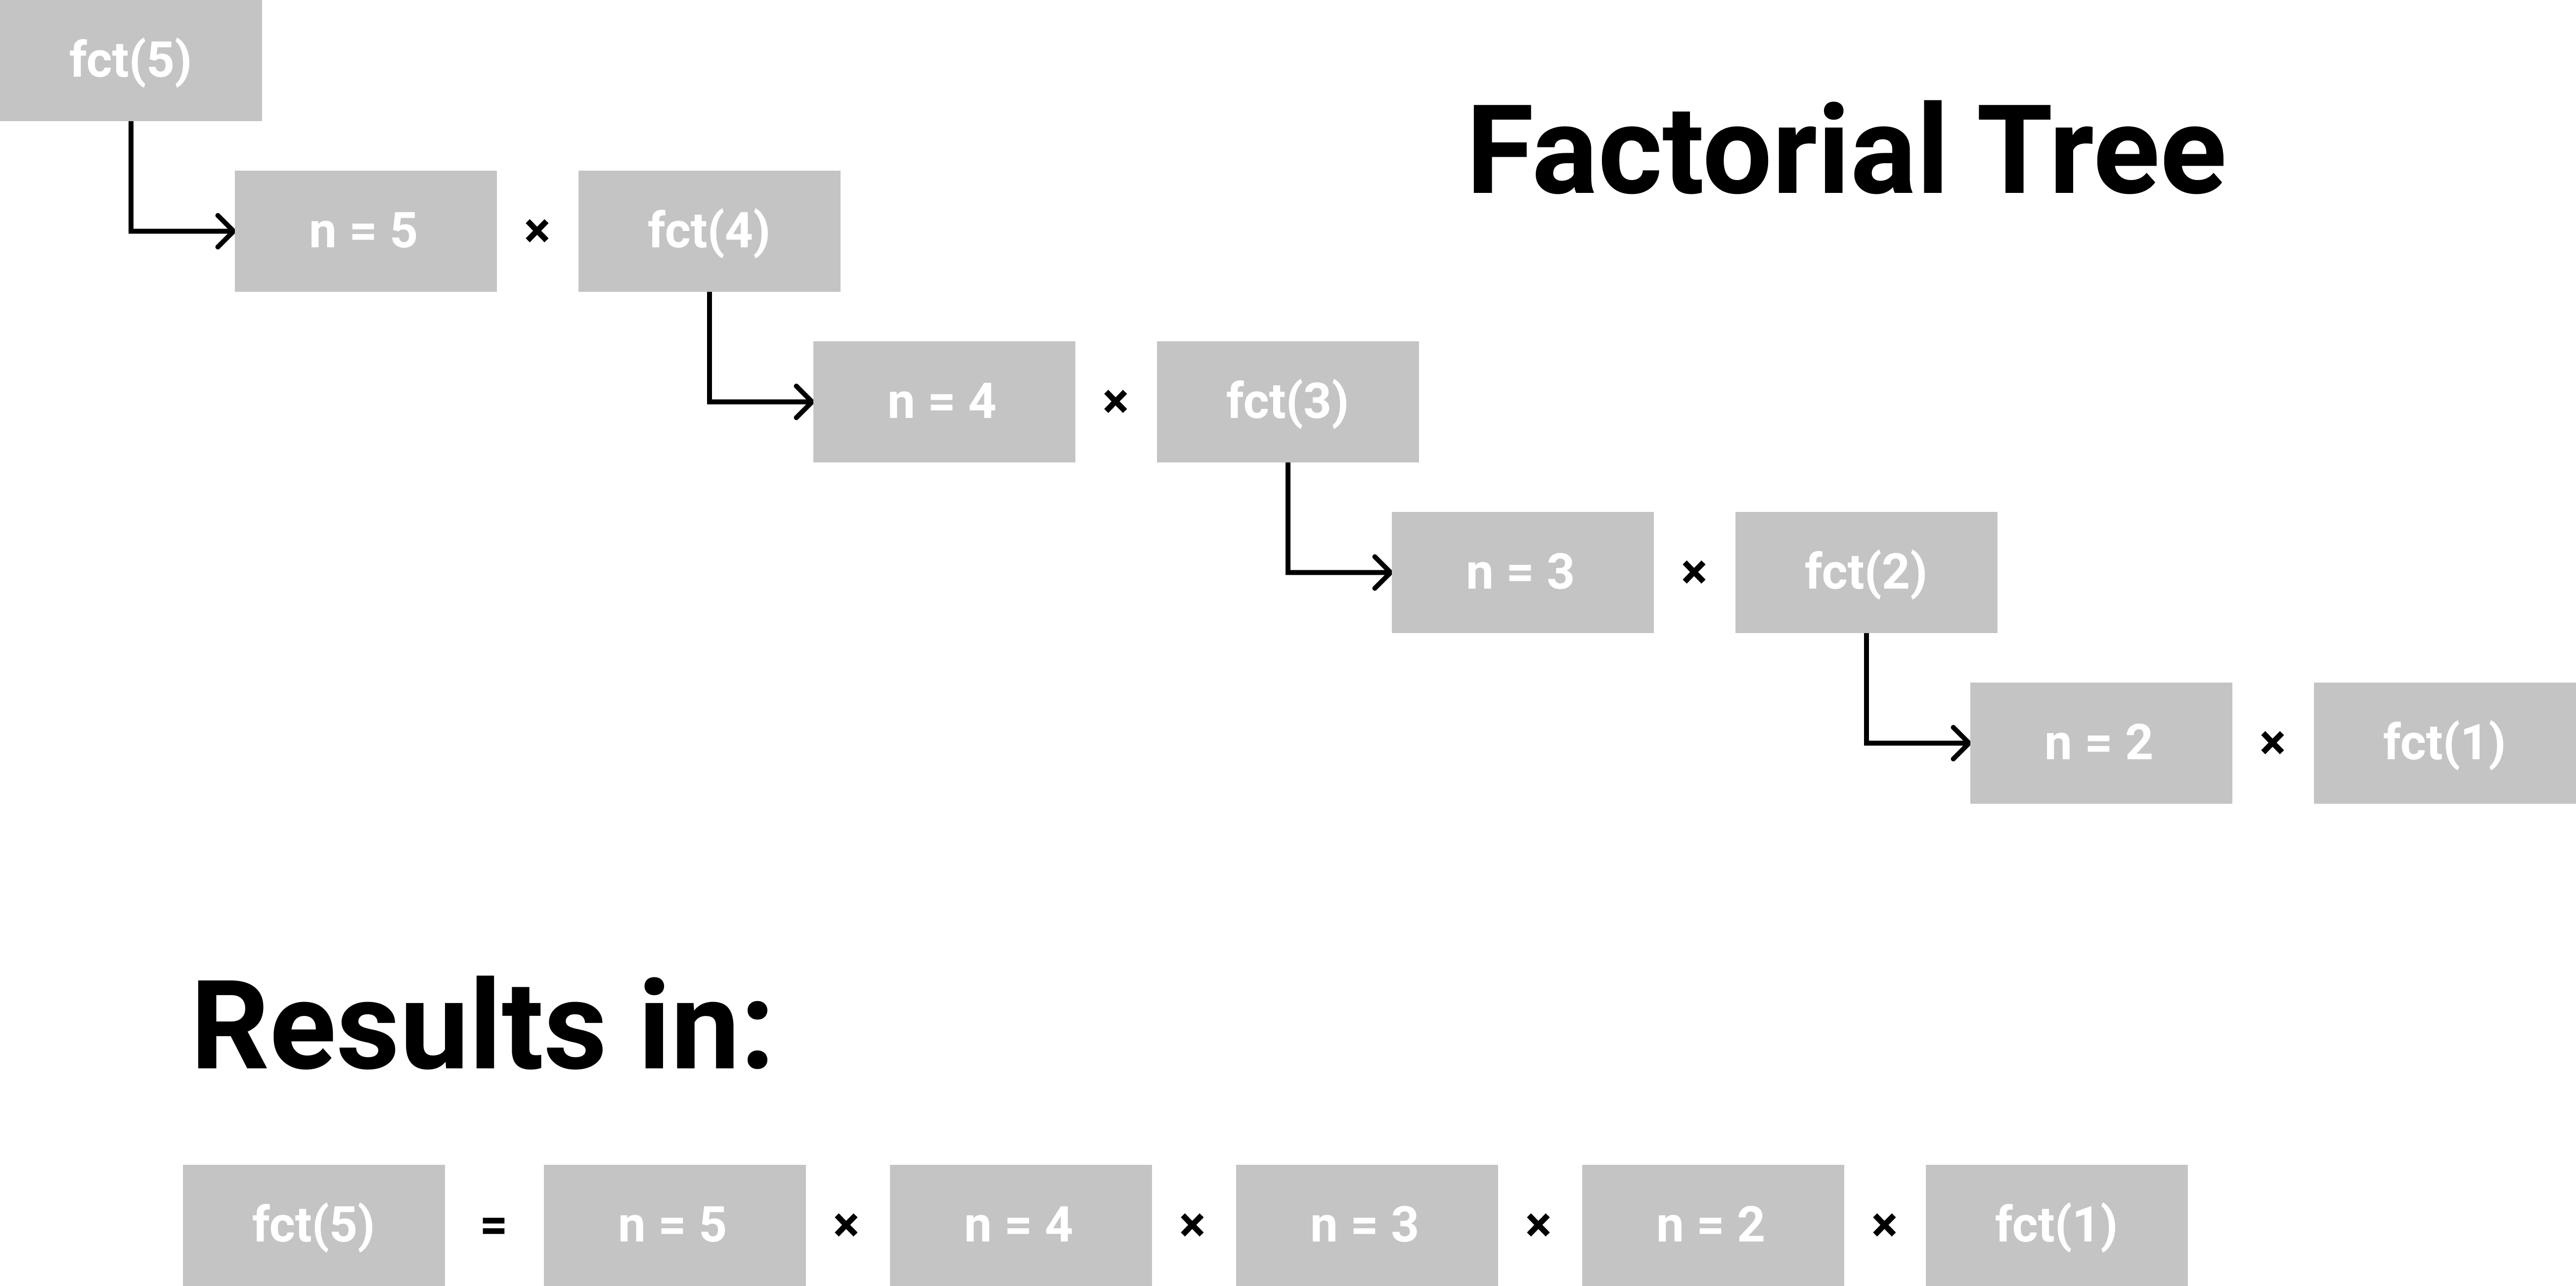 fct(5)
Factorial Tree
n = 5 × fct(4)
n = 4 × fct(3)
n = 3 × fct(2)
n = 2 × fct(1)
Results in:
fct(5) = n = 5 × n = 4 × n = 3 × n = 2 × fct(1)